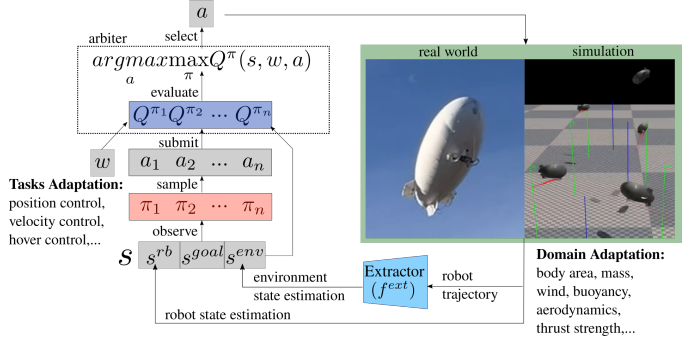 a
arbiter
select
argmax max Q^π(s, w, a)
a
π
evaluate
Q^π1 Q^π2 ... Q^πn
submit
w
a1 a2 ... an
sample
Tasks Adaptation:
position control,
velocity control,
hover control,...
π1 π2 ... πn
observe
s
s^rb s^goal s^env
environment
state estimation
robot state estimation
Extractor
(f^ext)
robot
trajectory
real world
simulation
Domain Adaptation:
body area, mass,
wind, buoyancy,
aerodynamics,
thrust strength,...